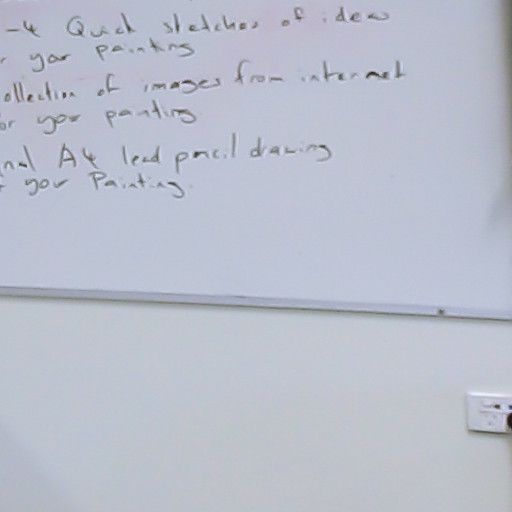 -4 Quick sketches of ideas
r your painting
ollection of images from internet
or your painting
inal A4 lead pencil drawing
f your Painting.